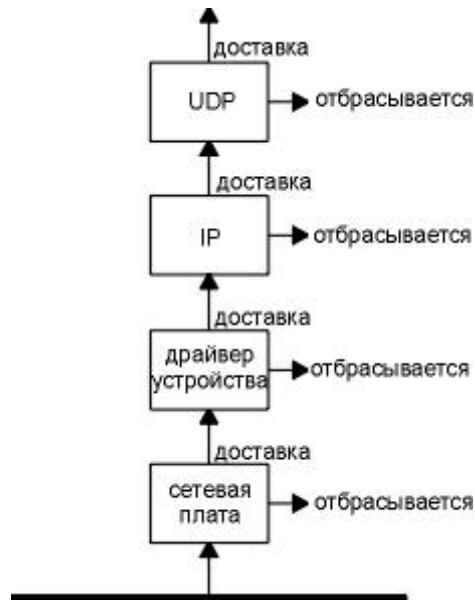 доставка
UDP
отбрасывается
доставка
IP
отбрасывается
доставка
драйвер
устройства
отбрасывается
доставка
сетевая
плата
отбрасывается